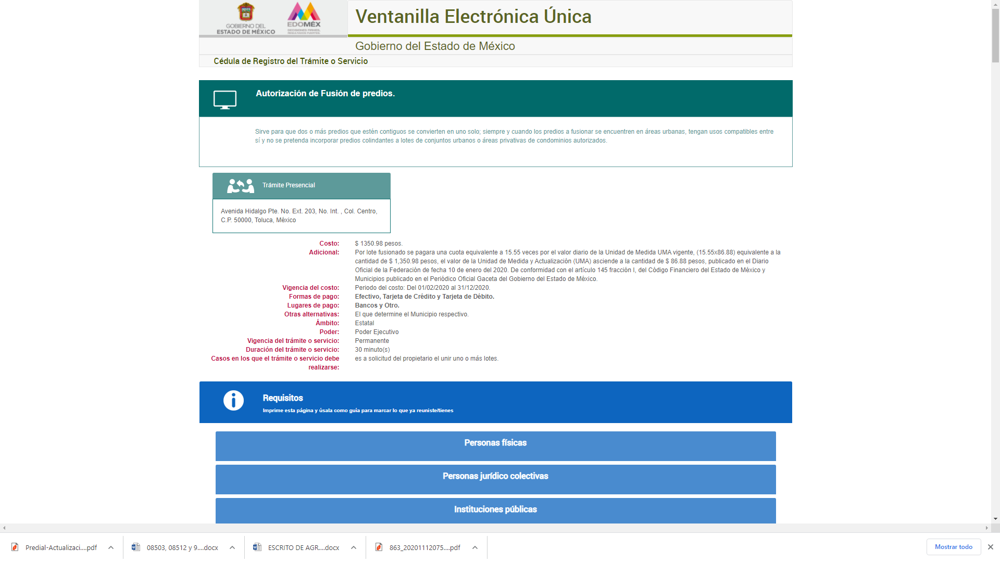 GOBIERNO DEL
ESTADO DE MÉXICO
EDOMÉX
DECISIONES FIRMES,
RESULTADOS FUERTES.
Ventanilla Electrónica Única
Gobierno del Estado de México
Cédula de Registro del Trámite o Servicio
Autorización de Fusión de predios.
Sirve para que dos o más predios que estén contiguos se convierten en uno solo; siempre y cuando los predios a fusionar se encuentren en áreas urbanas, tengan usos compatibles entre
sí y no se pretenda incorporar predios colindantes a lotes de conjuntos urbanos o áreas privativas de condominios autorizados.
Trámite Presencial
Avenida Hidalgo Pte. No. Ext. 203, No. Int. , Col. Centro,
C.P. 50000, Toluca, México
Costo: $ 1350.98 pesos.
Adicional: Por lote fusionado se pagara una cuota equivalente a 15.55 veces por el valor diario de la Unidad de Medida UMA vigente, (15.55x86.88) equivalente a la
cantidad de $ 1,350.98 pesos, el valor de la Unidad de Medida y Actualización (UMA) asciende a la cantidad de $ 86.88 pesos, publicado en el Diario
Oficial de la Federación de fecha 10 de enero del 2020. De conformidad con el artículo 145 fracción I, del Código Financiero del Estado de México y
Municipios publicado en el Periódico Oficial Gaceta del Gobierno del Estado de México.
Vigencia del costo: Periodo del costo: Del 01/02/2020 al 31/12/2020.
Formas de pago: Efectivo, Tarjeta de Crédito y Tarjeta de Débito.
Lugares de pago: Bancos y Otro.
Otras alternativas: El que determine el Municipio respectivo.
Ámbito: Estatal
Poder: Poder Ejecutivo
Vigencia del trámite o servicio: Permanente
Duración del trámite o servicio: 30 minuto(s)
Casos en los que el trámite o servicio debe es a solicitud del propietario el unir uno o más lotes.
realizarse:
Requisitos
Imprime esta página y úsala como guía para marcar lo que ya reuniste/tienes
Personas físicas
Personas jurídico colectivas
Instituciones públicas
Predial-Actualizaci....pdf
08503, 08512 y 9....docx
ESCRITO DE AGR....docx
863_20201112075....pdf
Mostrar todo